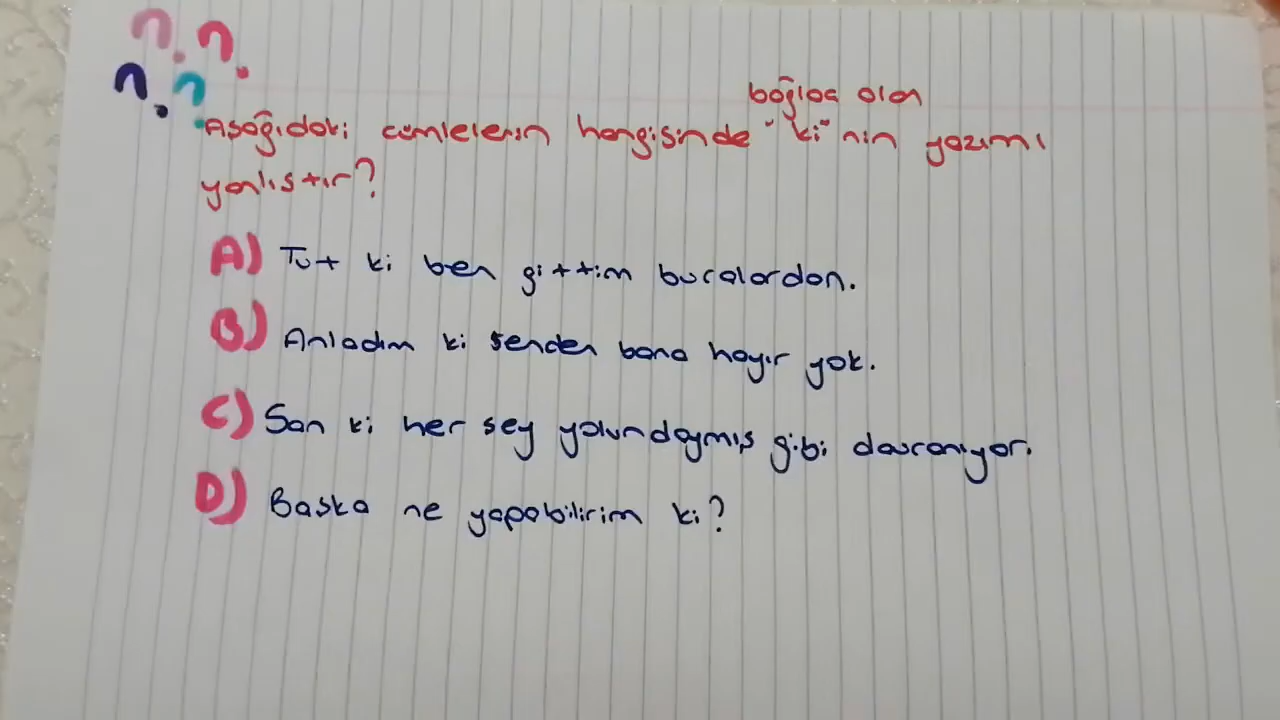 bağlaç olan
Aşağıdaki cümlelerin hangisinde "ki" nin yazımı
yanlıştır?
A) Tut ki ben gittim buralardan.
B) Anladım ki senden bana hayır yok.
C) San ki her şey yolundaymış gibi davranıyor.
D) Başka ne yapabilirim ki?